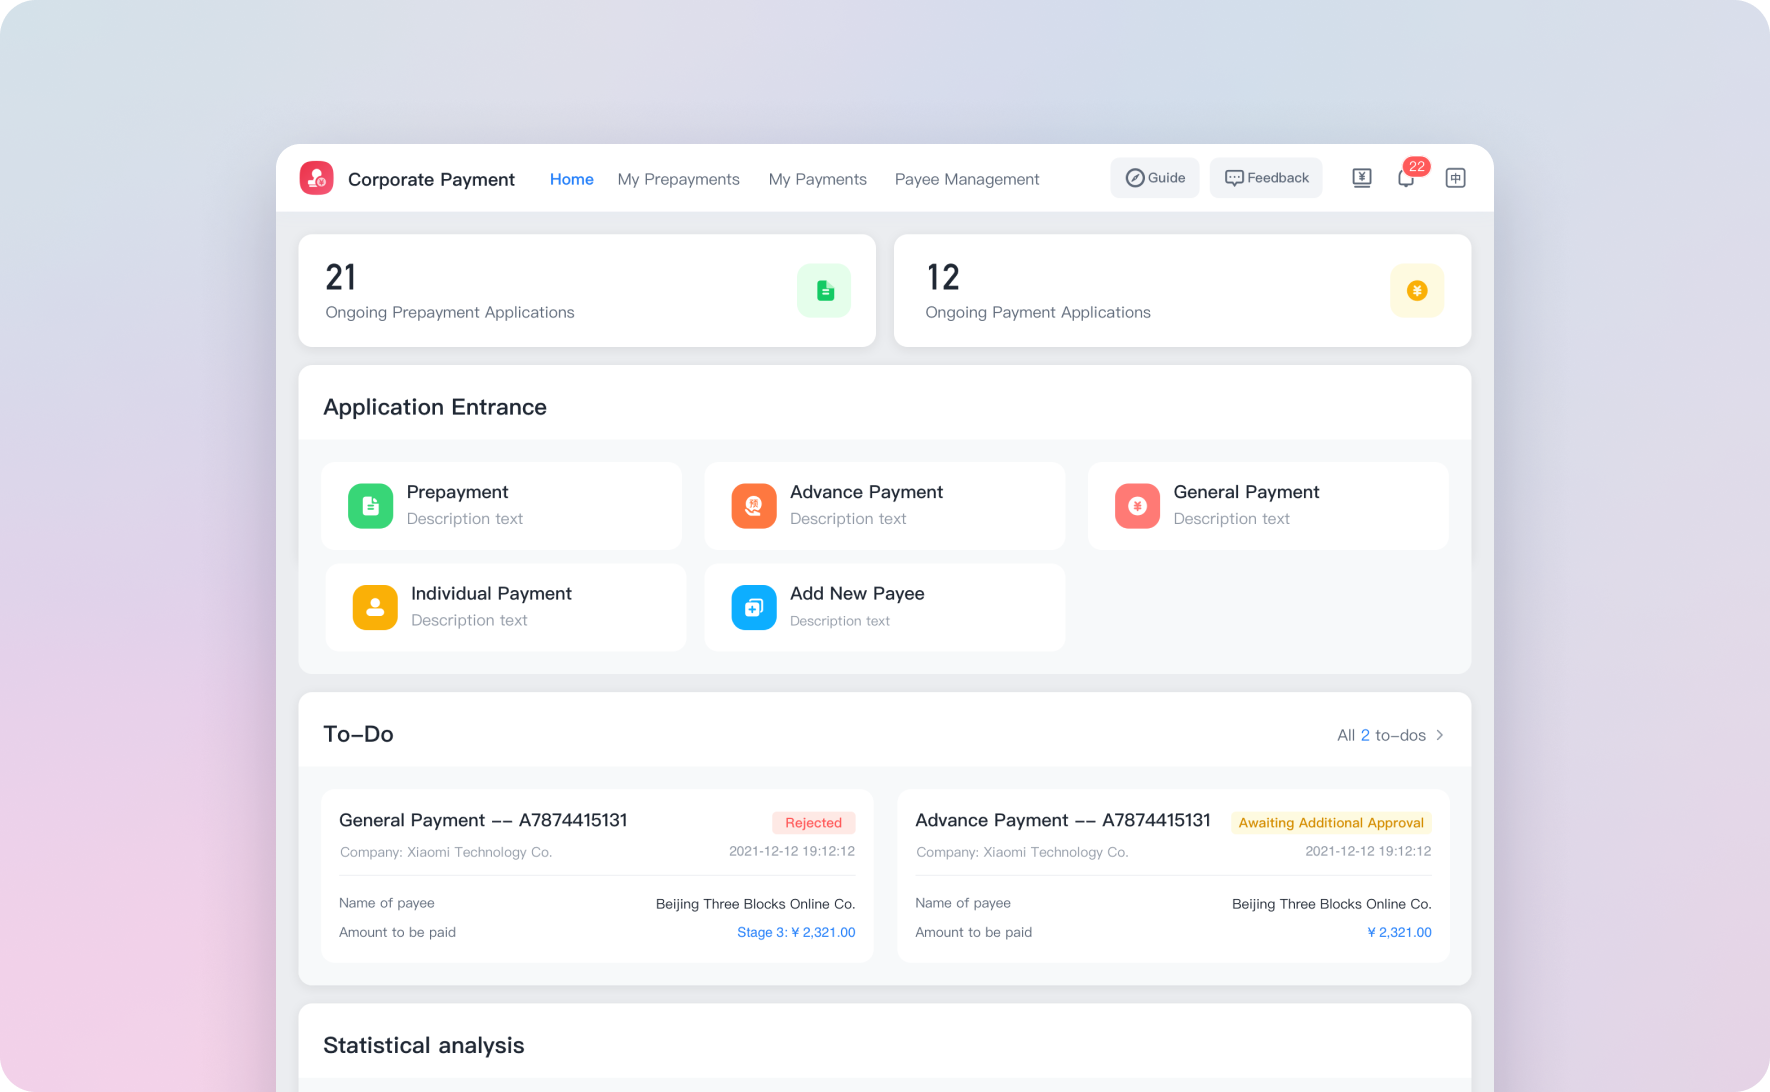 Corporate Payment Home My Prepayments My Payments Payee Management Guide Feedback ¥ 22 中
21
Ongoing Prepayment Applications
12
Ongoing Payment Applications
¥
Application Entrance
Prepayment
Description text
預
Advance Payment
Description text
¥
General Payment
Description text
Individual Payment
Description text
Add New Payee
Description text
To-Do
All 2 to-dos
General Payment -- A7874415131
Rejected
Company: Xiaomi Technology Co.
2021-12-12 19:12:12
Name of payee
Beijing Three Blocks Online Co.
Amount to be paid
Stage 3: ¥ 2,321.00
Advance Payment -- A7874415131
Awaiting Additional Approval
Company: Xiaomi Technology Co.
2021-12-12 19:12:12
Name of payee
Beijing Three Blocks Online Co.
Amount to be paid
¥ 2,321.00
Statistical analysis